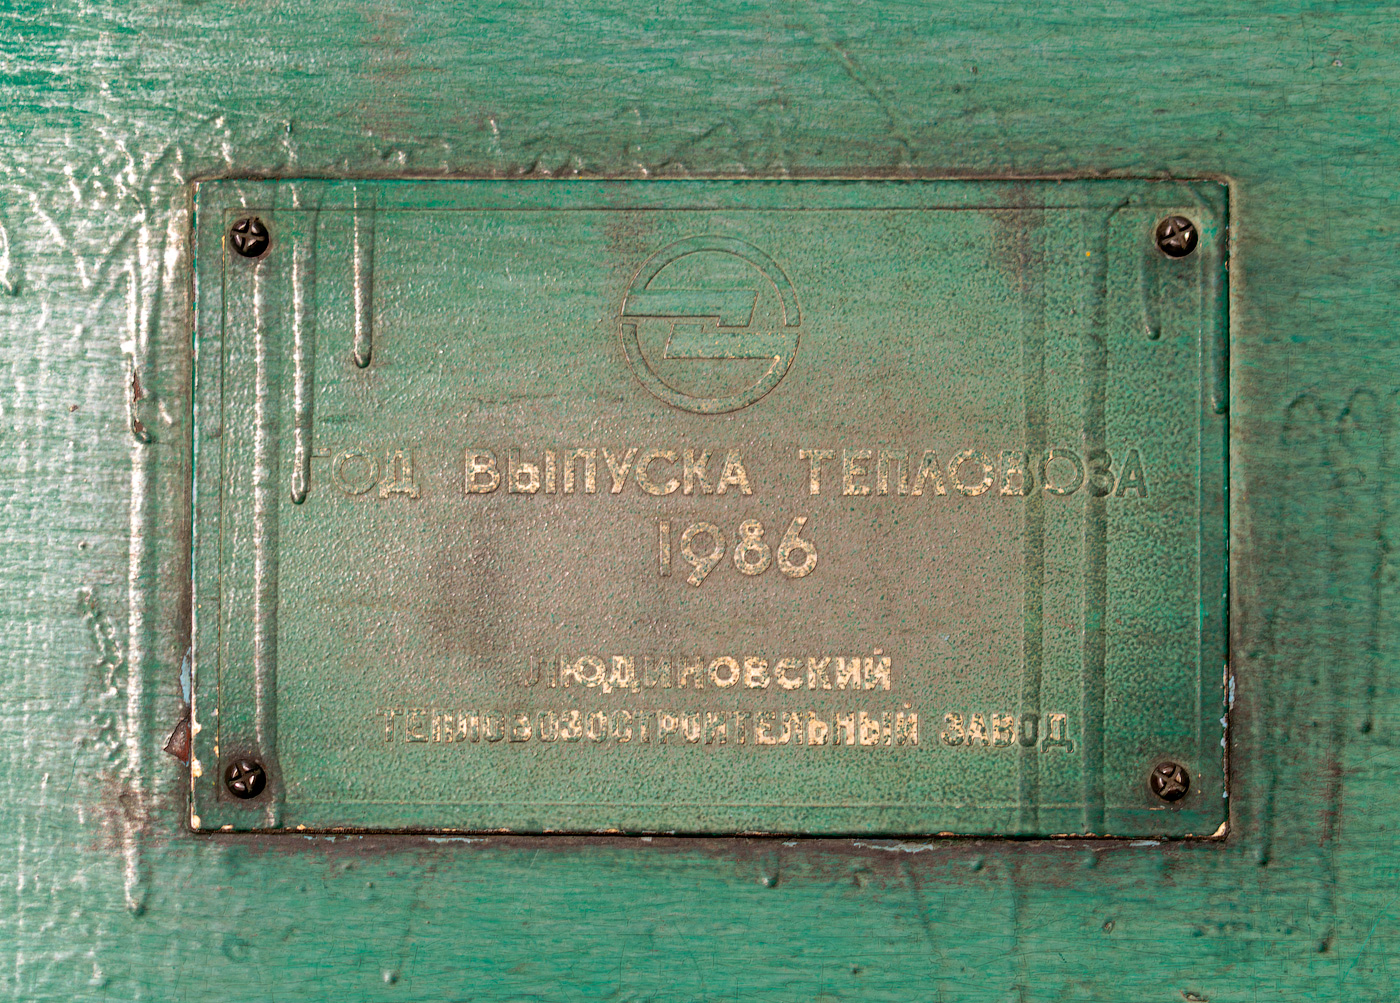 ГОД ВЫПУСКА ТЕПЛОВОЗА
1986
ЛЮДИНОВСКИЙ
ТЕПЛОВОЗОСТРОИТЕЛЬНЫЙ ЗАВОД